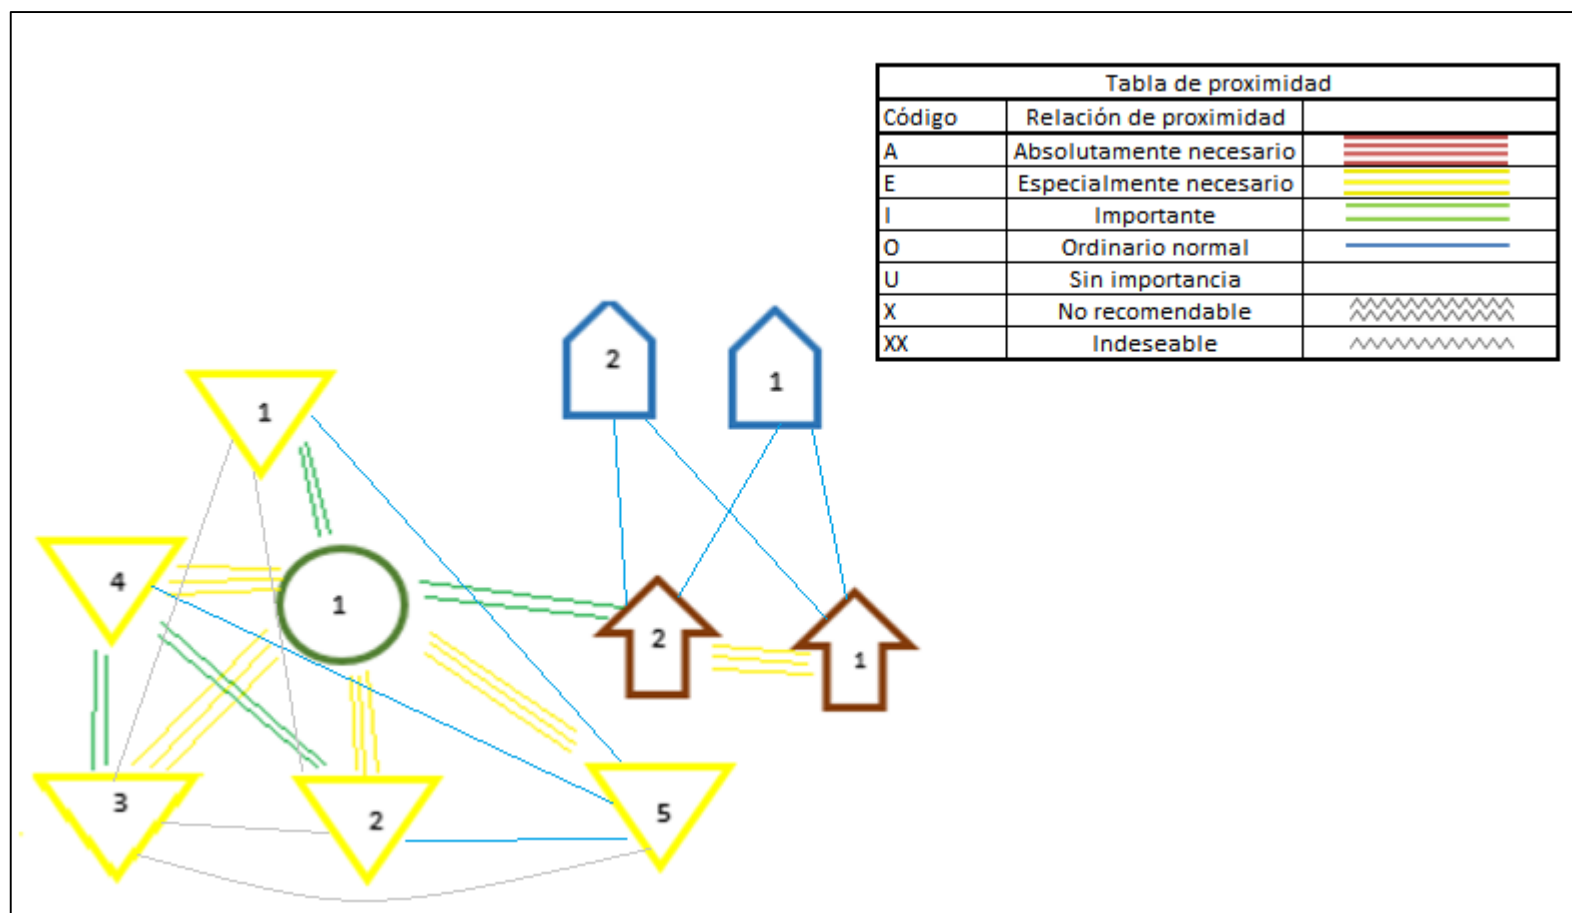 Tabla de proximidad
Código Relación de proximidad
A Absolutamente necesario
E Especialmente necesario
I Importante
O Ordinario normal
U Sin importancia
X No recomendable
XX Indeseable
2
1
1
4
1
2
1
3
2
5